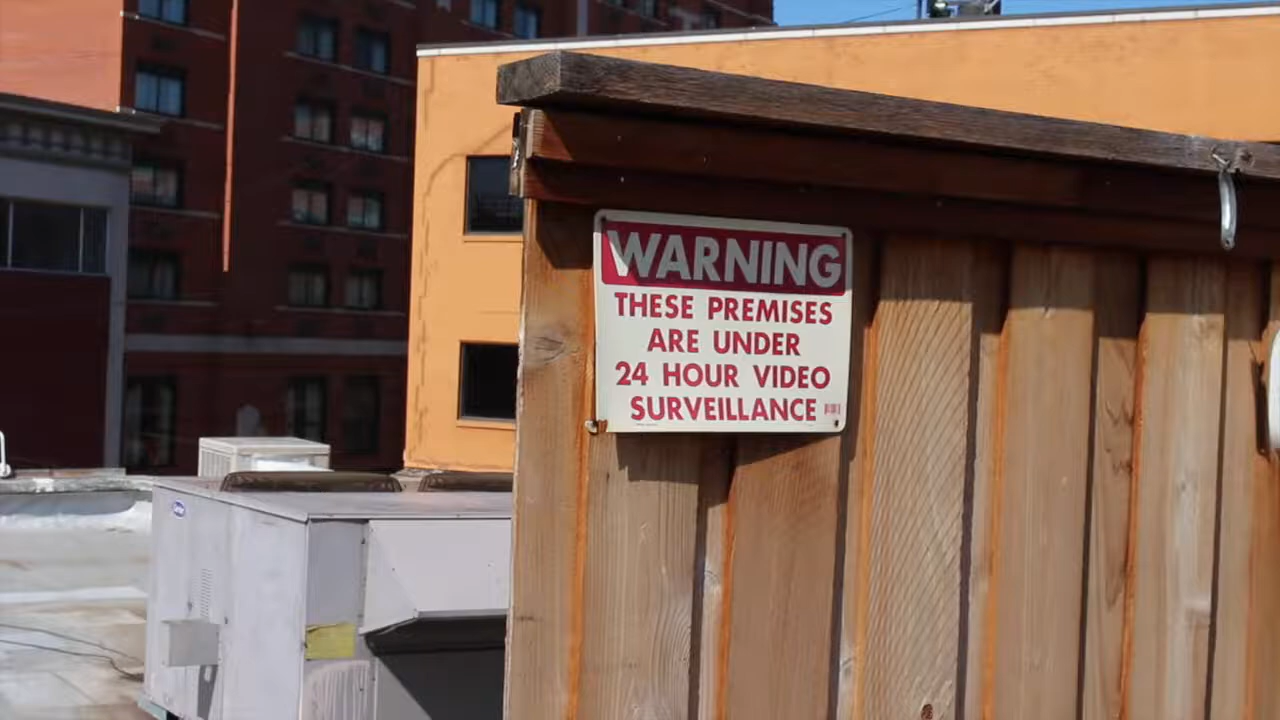 WARNING
THESE PREMISES
ARE UNDER
24 HOUR VIDEO
SURVEILLANCE